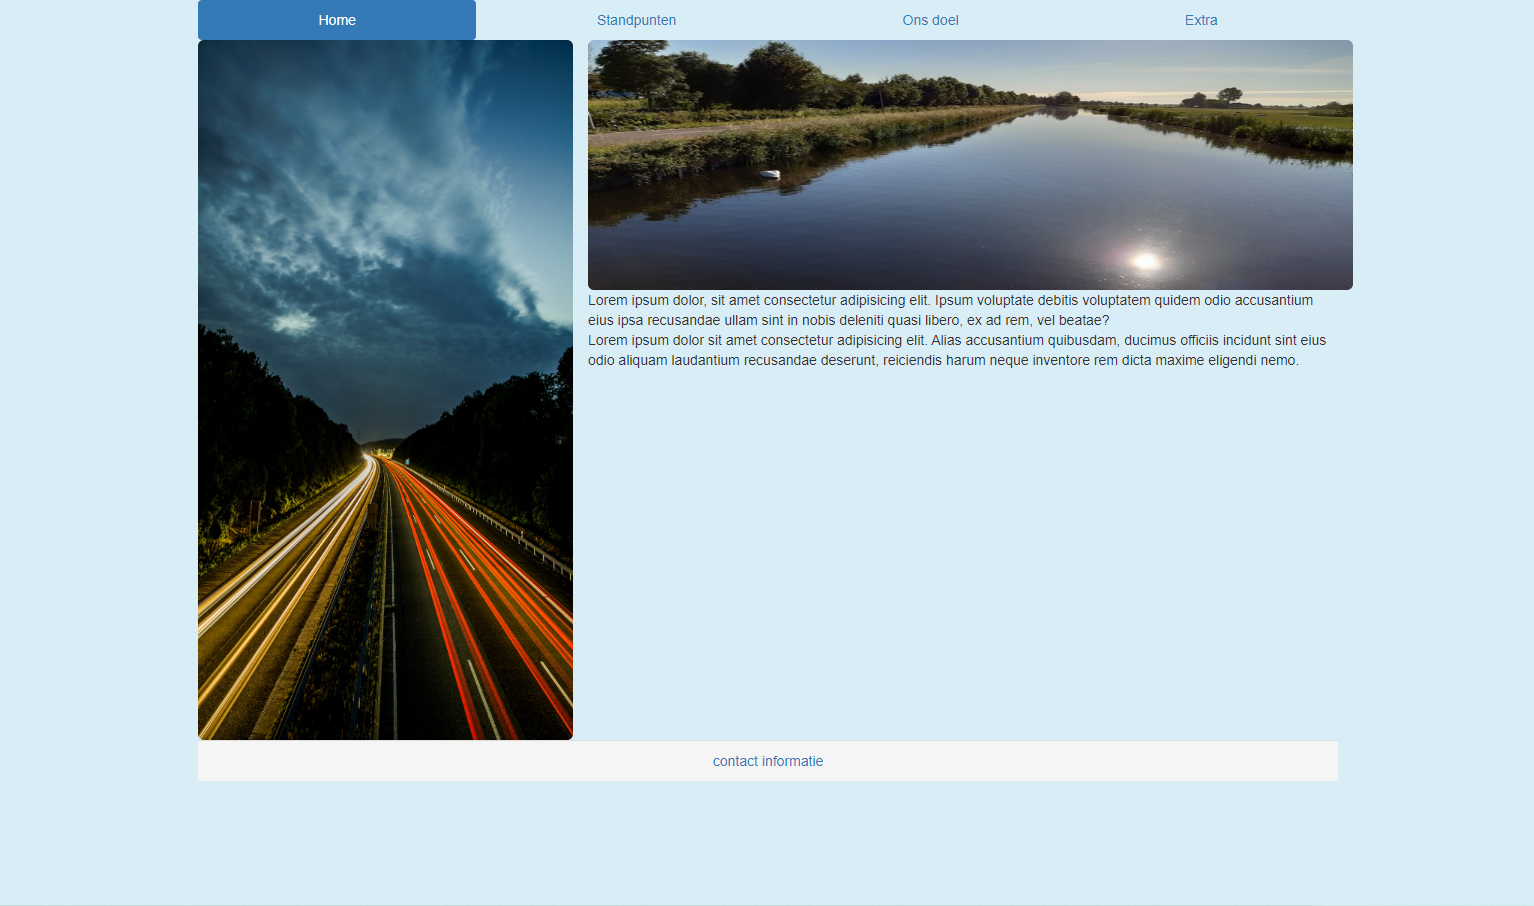 Home
Standpunten
Ons doel
Extra
Lorem ipsum dolor, sit amet consectetur adipisicing elit. Ipsum voluptate debitis voluptatem quidem odio accusantium
eius ipsa recusandae ullam sint in nobis deleniti quasi libero, ex ad rem, vel beatae?
Lorem ipsum dolor sit amet consectetur adipisicing elit. Alias accusantium quibusdam, ducimus officiis incidunt sint eius
odio aliquam laudantium recusandae deserunt, reiciendis harum neque inventore rem dicta maxime eligendi nemo.
contact informatie